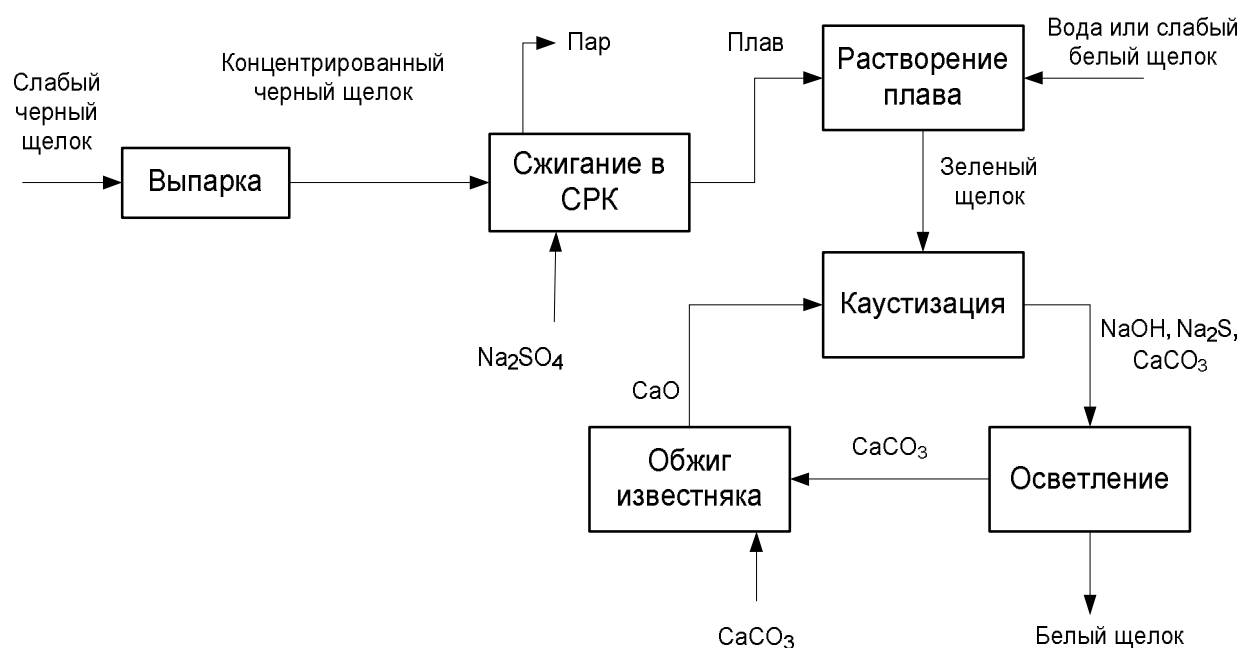 Слабый
черный
щелок
Выпарка
Концентрированный
черный щелок
Пар
Сжигание в
СРК
Na₂SO₄
Плав
Растворение
плава
Вода или слабый
белый щелок
Зеленый
щелок
Каустизация
NaOH, Na₂S,
CaCO₃
CaO
Обжиг
известняка
CaCO₃
Осветление
CaCO₃
Белый щелок